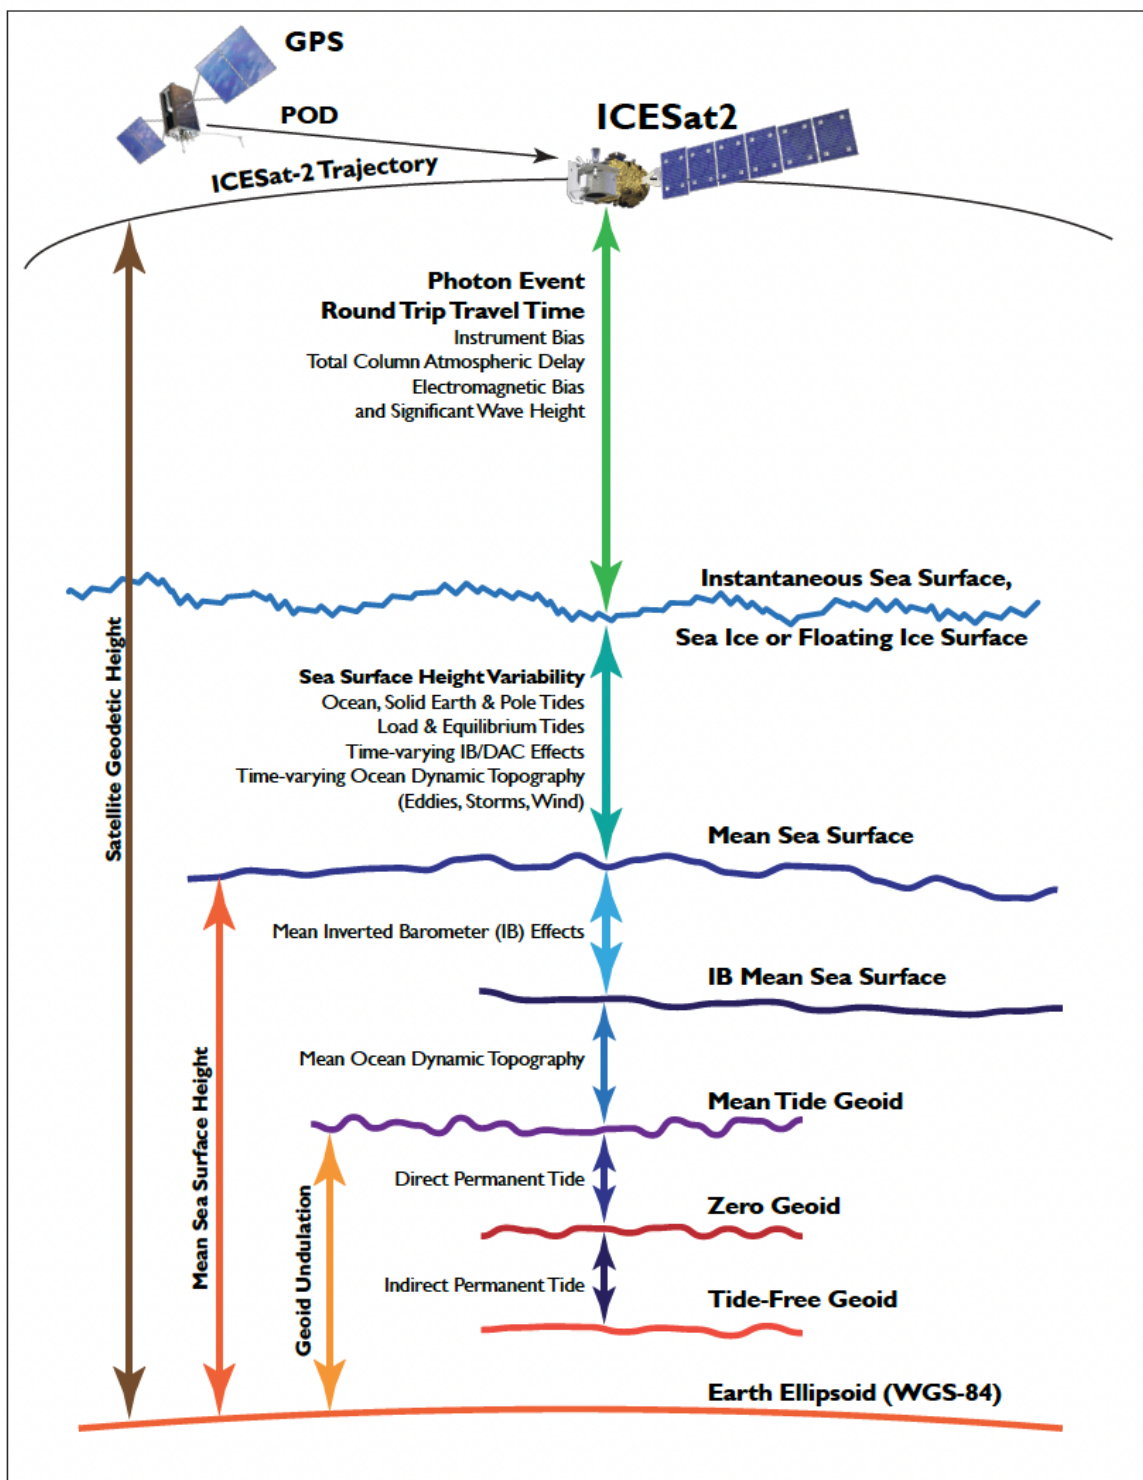 GPS
POD
ICESat2
ICESat-2 Trajectory
Photon Event
Round Trip Travel Time
Instrument Bias
Total Column Atmospheric Delay
Electromagnetic Bias
and Significant Wave Height
Instantaneous Sea Surface,
Sea Ice or Floating Ice Surface
Satellite Geodetic Height
Sea Surface Height Variability
Ocean, Solid Earth & Pole Tides
Load & Equilibrium Tides
Time-varying IB/DAC Effects
Time-varying Ocean Dynamic Topography
(Eddies, Storms, Wind)
Mean Sea Surface
Mean Inverted Barometer (IB) Effects
IB Mean Sea Surface
Mean Sea Surface Height
Mean Ocean Dynamic Topography
Mean Tide Geoid
Geoid Undulation
Direct Permanent Tide
Zero Geoid
Indirect Permanent Tide
Tide-Free Geoid
Earth Ellipsoid (WGS-84)